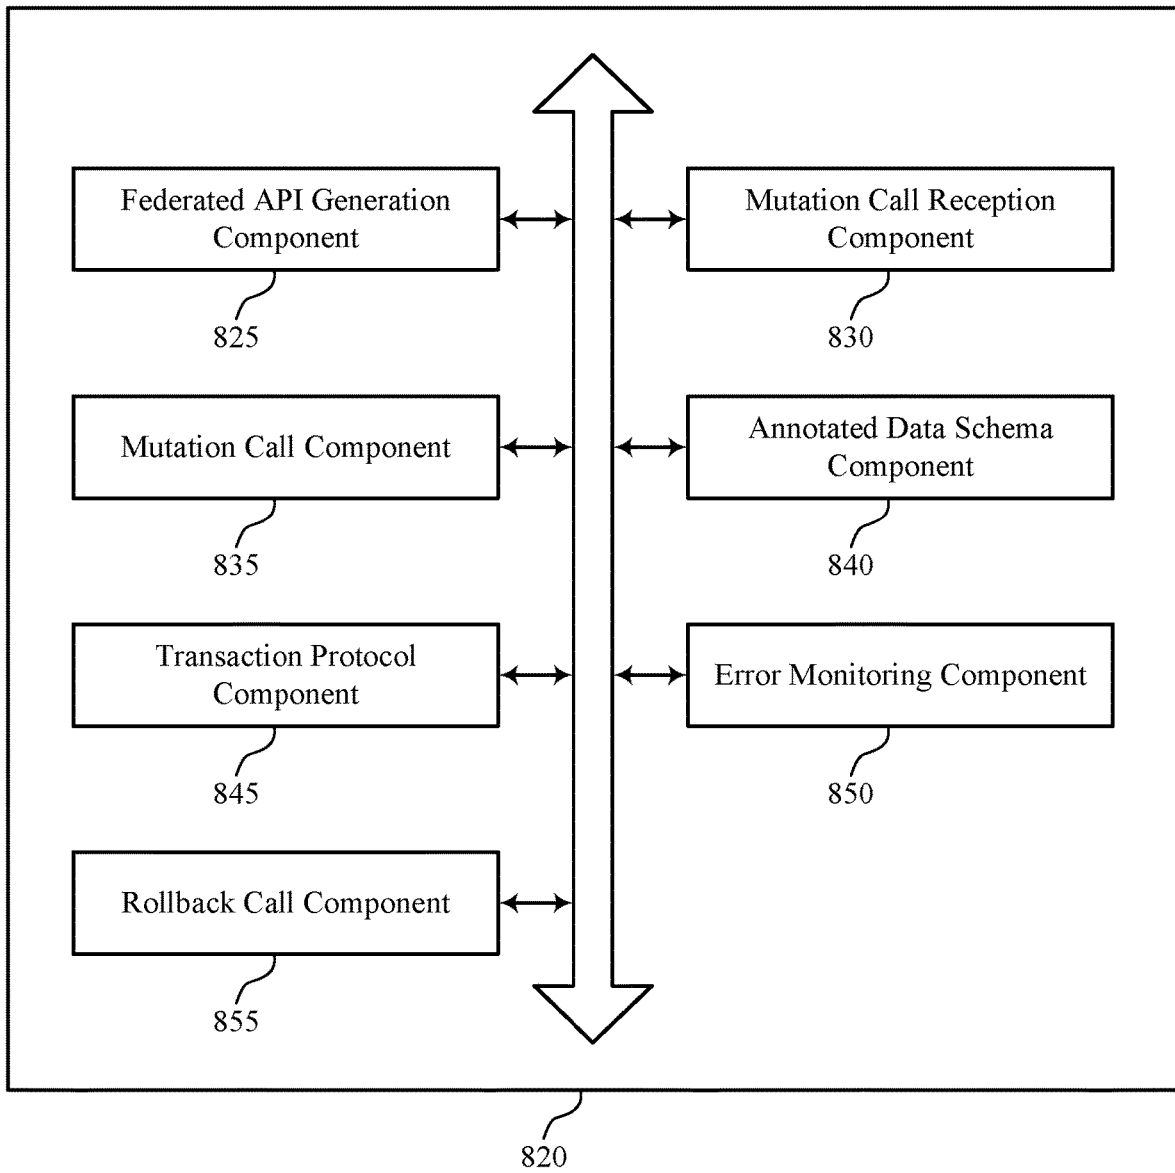 Federated API Generation
Component
825
Mutation Call Reception
Component
830
Mutation Call Component
835
Annotated Data Schema
Component
840
Transaction Protocol
Component
845
Error Monitoring Component
850
Rollback Call Component
855
820